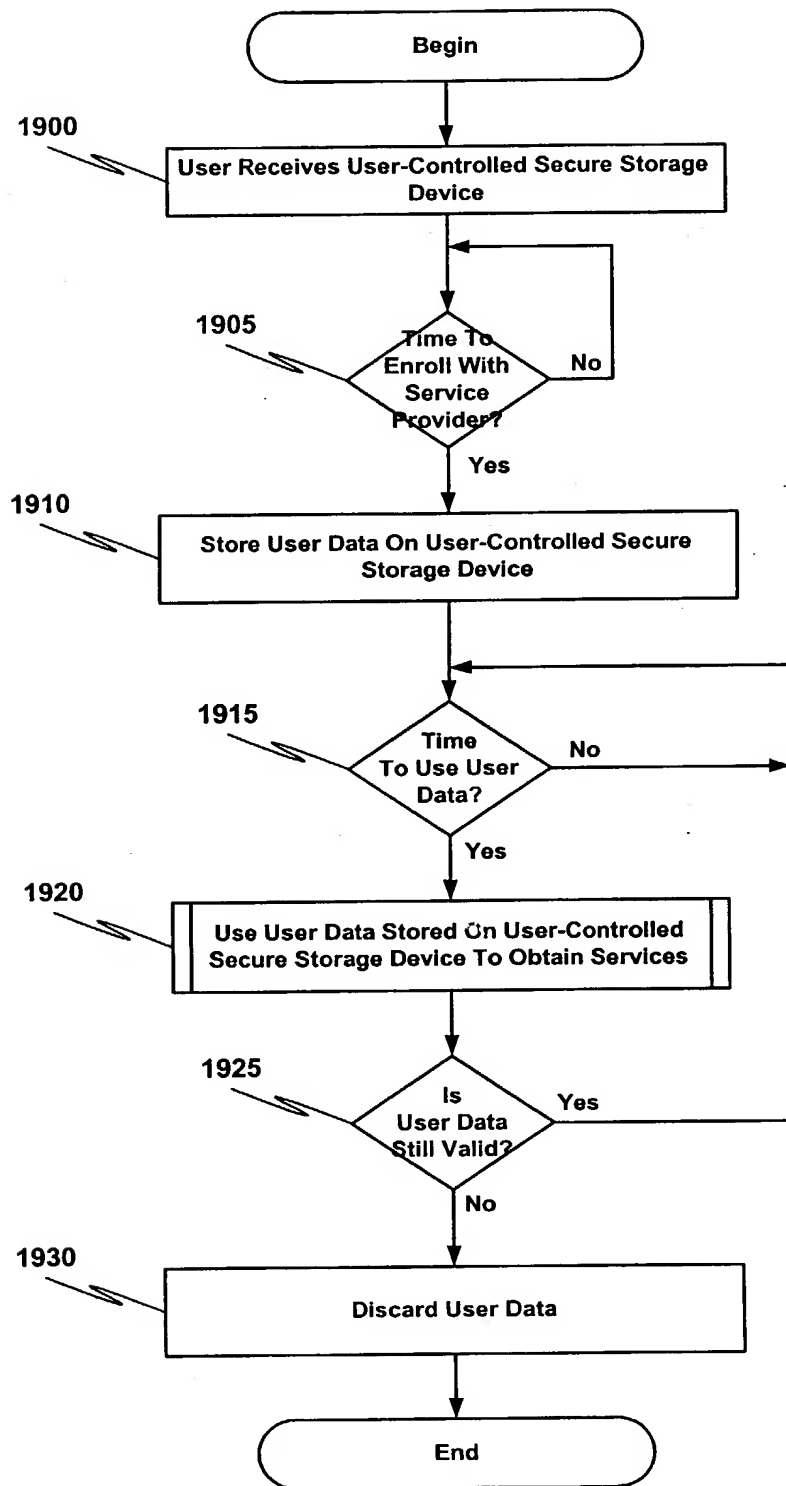 Begin
1900
User Receives User-Controlled Secure Storage
Device
1905
Time To
Enroll With
Service
Provider?
No
Yes
1910
Store User Data On User-Controlled Secure
Storage Device
1915
Time
To Use User
Data?
No
Yes
1920
Use User Data Stored On User-Controlled
Secure Storage Device To Obtain Services
1925
Is
User Data
Still Valid?
Yes
No
1930
Discard User Data
End